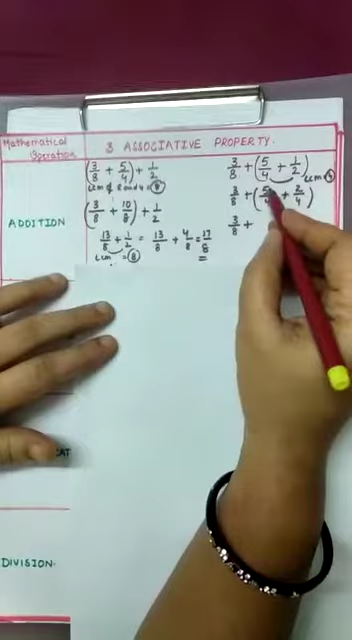 Mathematical Operation
3 ASSOCIATIVE PROPERTY.
ADDITION
(3/8 + 5/4) + 1/2
LCM of 8 and 4 = 8
(3/8 + 10/8) + 1/2
13/8 + 1/2 = 13/8 + 4/8 = 17/8
LCM = 8
3/8 + (5/4 + 1/2)
LCM
3/8 + (5/4 + 2/4)
3/8 +
CAT
DIVISION.